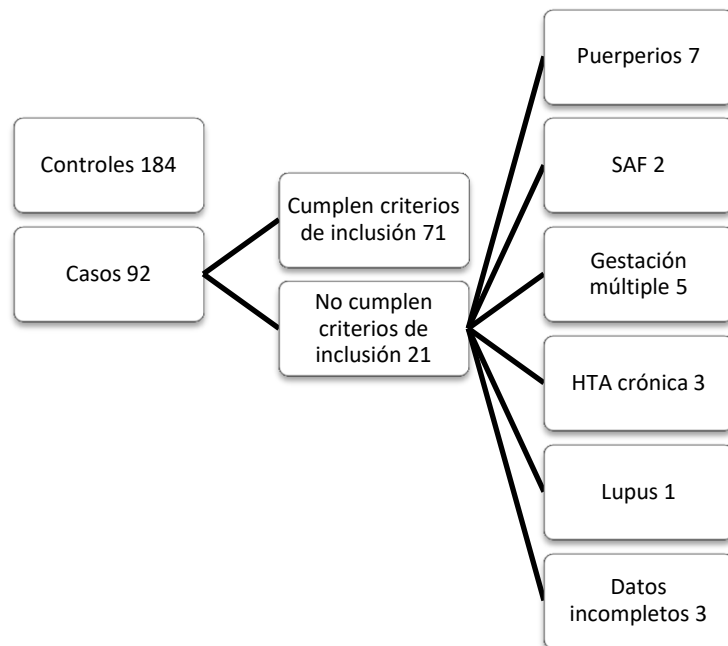 Controles 184
Casos 92
Cumplen criterios
de inclusión 71
No cumplen
criterios de
inclusión 21
Puerperios 7
SAF 2
Gestación
múltiple 5
HTA crónica 3
Lupus 1
Datos
incompletos 3